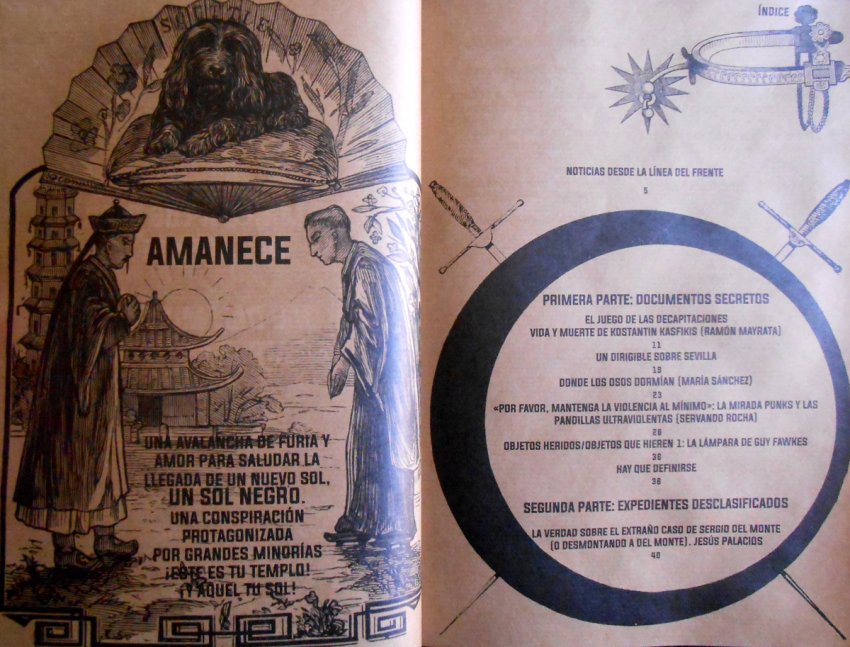 AMANECE
UNA AVALANCHA DE FURIA Y
AMOR PARA SALUDAR LA
LLEGADA DE UN NUEVO SOL,
UN SOL NEGRO.
UNA CONSPIRACIÓN
PROTAGONIZADA
POR GRANDES MINORÍAS
¡ESTE ES TU TEMPLO!
¡Y AQUEL TU SOL!
ÍNDICE
NOTICIAS DESDE LA LÍNEA DEL FRENTE
5
PRIMERA PARTE: DOCUMENTOS SECRETOS
EL JUEGO DE LAS DECAPITACIONES
VIDA Y MUERTE DE KOSTANTIN KASFIKIS (RAMÓN MAYRATA)
11
UN DIRIGIBLE SOBRE SEVILLA
19
DONDE LOS OSOS DORMÍAN (MARÍA SÁNCHEZ)
23
«POR FAVOR, MANTENGA LA VIOLENCIA AL MÍNIMO»: LA MIRADA PUNKS Y LAS
PANDILLAS ULTRAVIOLENTAS (SERVANDO ROCHA)
OBJETOS HERIDOS/OBJETOS QUE HIEREN 1: LA LÁMPARA DE GUY FAWKES
36
HAY QUE DEFINIRSE
38
SEGUNDA PARTE: EXPEDIENTES DESCLASIFICADOS
LA VERDAD SOBRE EL EXTRAÑO CASO DE SERGIO DEL MONTE
(O DESMONTANDO A DEL MONTE). JESÚS PALACIOS
40